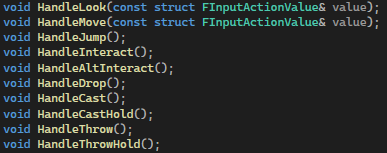 void HandleLook(const struct FInputActionValue& value);
void HandleMove(const struct FInputActionValue& value);
void HandleJump();
void HandleInteract();
void HandleAltInteract();
void HandleDrop();
void HandleCast();
void HandleCastHold();
void HandleThrow();
void HandleThrowHold();